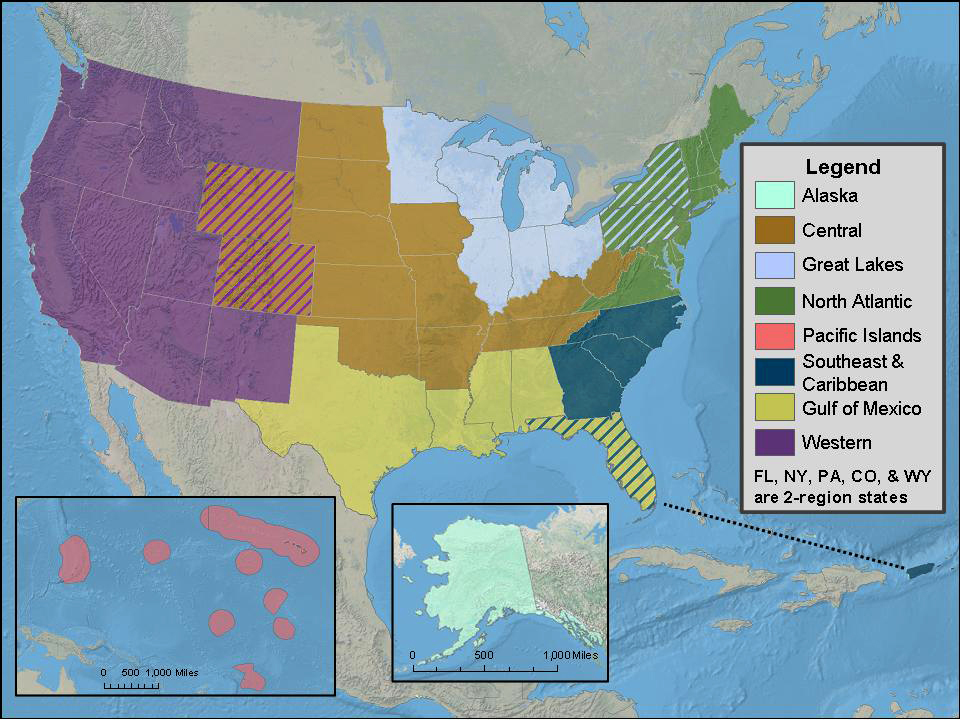 Legend
Alaska
Central
Great Lakes
North Atlantic
Pacific Islands
Southeast &
Caribbean
Gulf of Mexico
Western
FL, NY, PA, CO, & WY
are 2-region states
0 500 1,000 Miles
0 500 1,000 Miles